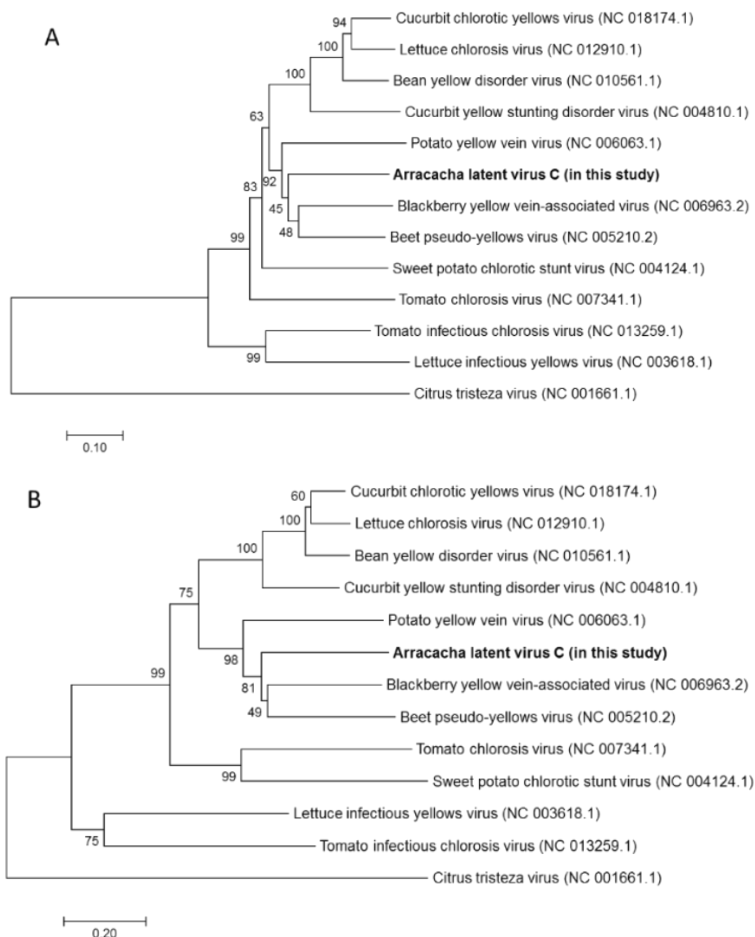 A
94
Cucurbit chlorotic yellows virus (NC 018174.1)
100
Lettuce chlorosis virus (NC 012910.1)
100
Bean yellow disorder virus (NC 010561.1)
Cucurbit yellow stunting disorder virus (NC 004810.1)
63
Potato yellow vein virus (NC 006063.1)
92
Arracacha latent virus C (in this study)
83
45
Blackberry yellow vein-associated virus (NC 006963.2)
48
Beet pseudo-yellows virus (NC 005210.2)
99
Sweet potato chlorotic stunt virus (NC 004124.1)
Tomato chlorosis virus (NC 007341.1)
Tomato infectious chlorosis virus (NC 013259.1)
99
Lettuce infectious yellows virus (NC 003618.1)
Citrus tristeza virus (NC 001661.1)
0.10
B
60
Cucurbit chlorotic yellows virus (NC 018174.1)
100
Lettuce chlorosis virus (NC 012910.1)
100
Bean yellow disorder virus (NC 010561.1)
75
Cucurbit yellow stunting disorder virus (NC 004810.1)
Potato yellow vein virus (NC 006063.1)
98
Arracacha latent virus C (in this study)
99
81
Blackberry yellow vein-associated virus (NC 006963.2)
49
Beet pseudo-yellows virus (NC 005210.2)
Tomato chlorosis virus (NC 007341.1)
99
Sweet potato chlorotic stunt virus (NC 004124.1)
Lettuce infectious yellows virus (NC 003618.1)
75
Tomato infectious chlorosis virus (NC 013259.1)
Citrus tristeza virus (NC 001661.1)
0.20